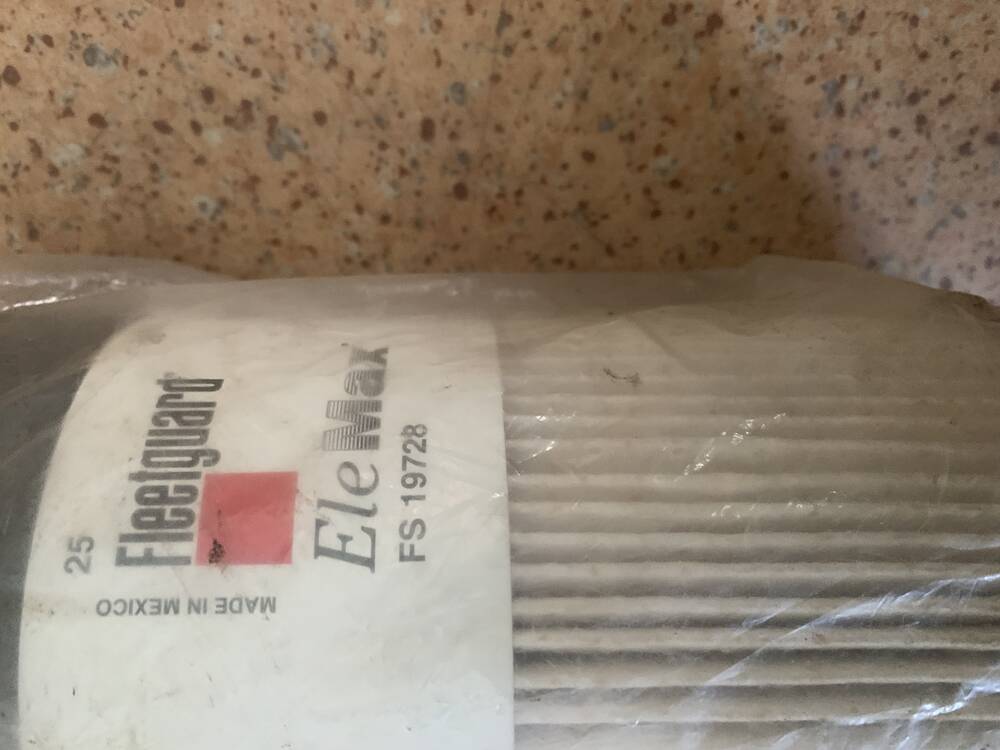 25
Fleetguard
EleMax
FS 19728
MADE IN MEXICO